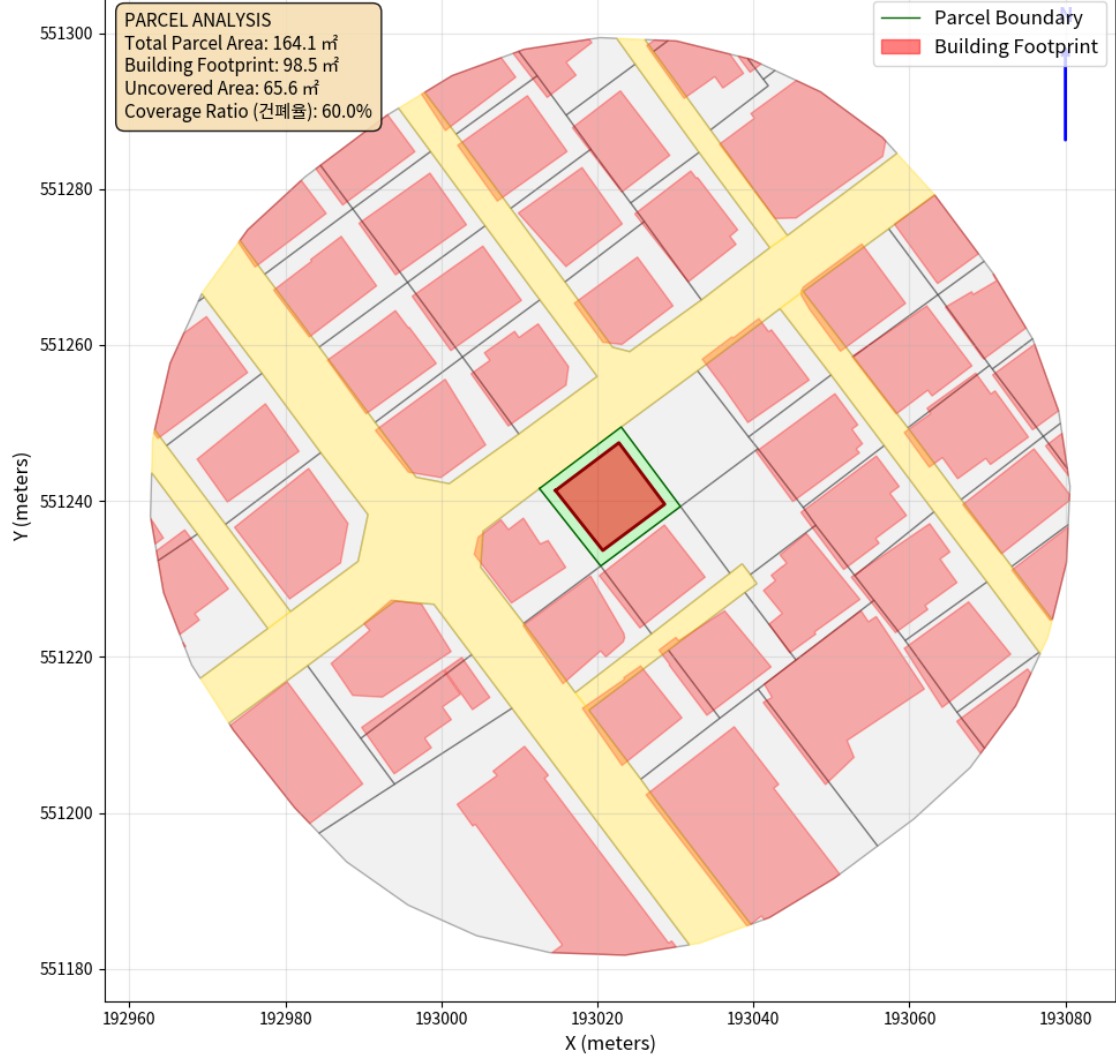 PARCEL ANALYSIS
Total Parcel Area: 164.1 ㎡
Building Footprint: 98.5 ㎡
Uncovered Area: 65.6 ㎡
Coverage Ratio (건폐율): 60.0%
Parcel Boundary
Building Footprint
N
551300
551280
551260
551240
551220
551200
551180
Y (meters)
192960
192980
193000
193020
193040
193060
193080
X (meters)